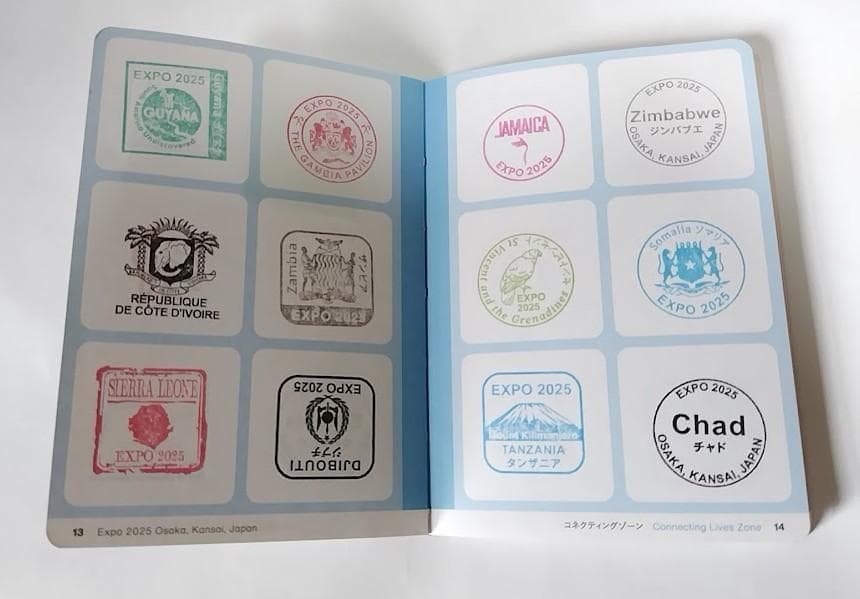 EXPO 2025
GUYANA
South America Undiscovered
Guyana
EXPO 2025
THE GAMBIA PAVILION
RÉPUBLIQUE
DE CÔTE D'IVOIRE
Zambia
ザンビア
EXPO 2025
SIERRA LEONE
EXPO 2025
DJIBOUTI
ジブチ
EXPO 2025
13 Expo 2025 Osaka, Kansai, Japan
JAMAICA
EXPO 2025
EXPO 2025
Zimbabwe
ジンバブエ
OSAKA, KANSAI, JAPAN
St Vincent and the Grenadines
EXPO
2025
Somalia ソマリア
EXPO 2025
EXPO 2025
Mount Kilimanjaro
TANZANIA
タンザニア
EXPO 2025
Chad
チャド
OSAKA, KANSAI, JAPAN
コネクティングゾーン Connecting Lives Zone 14